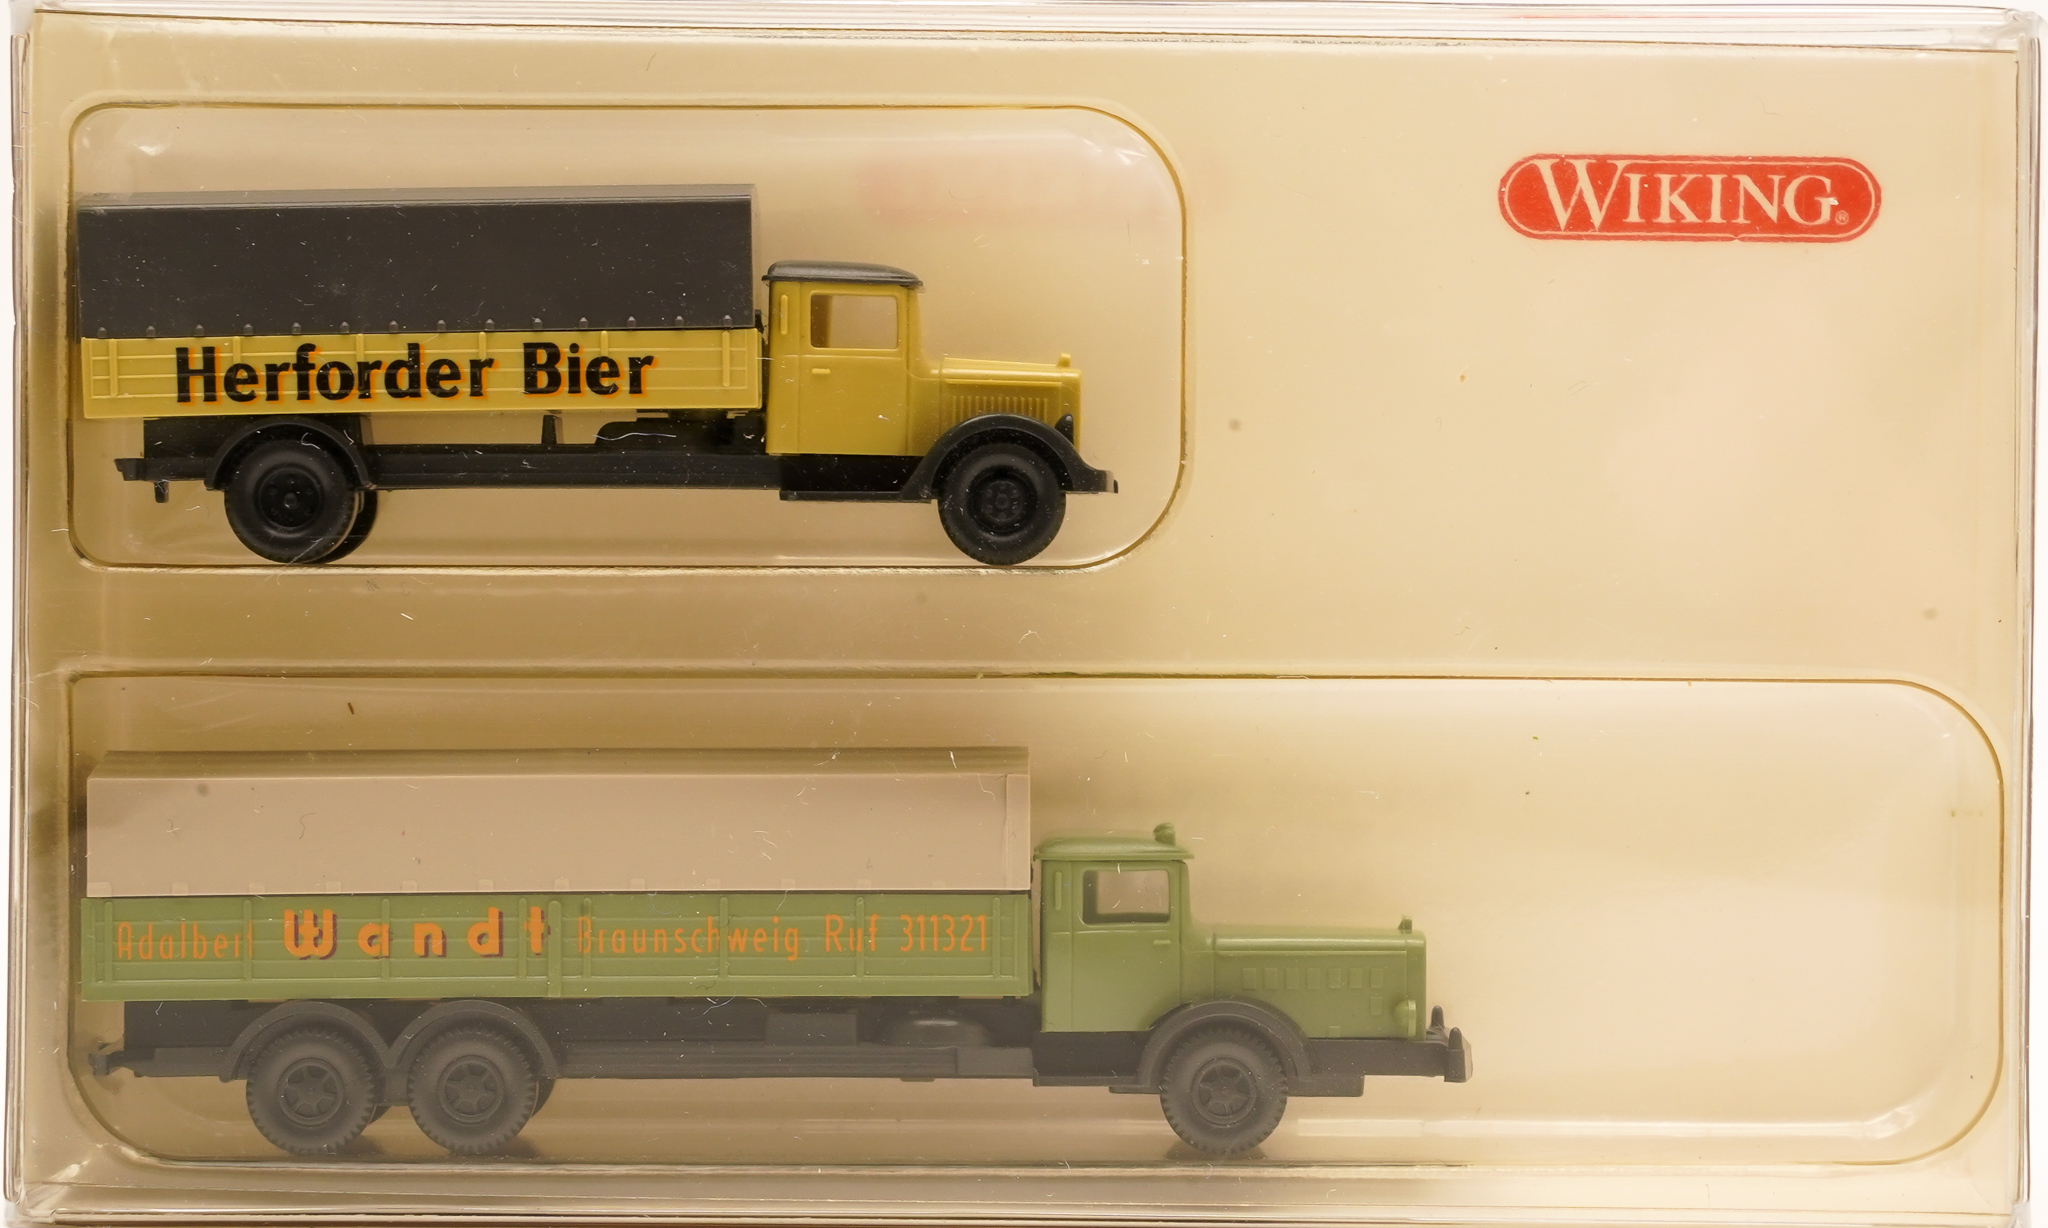 WIKING®
Herforder Bier
Adalbert Wandt Braunschweig Ruf 311321